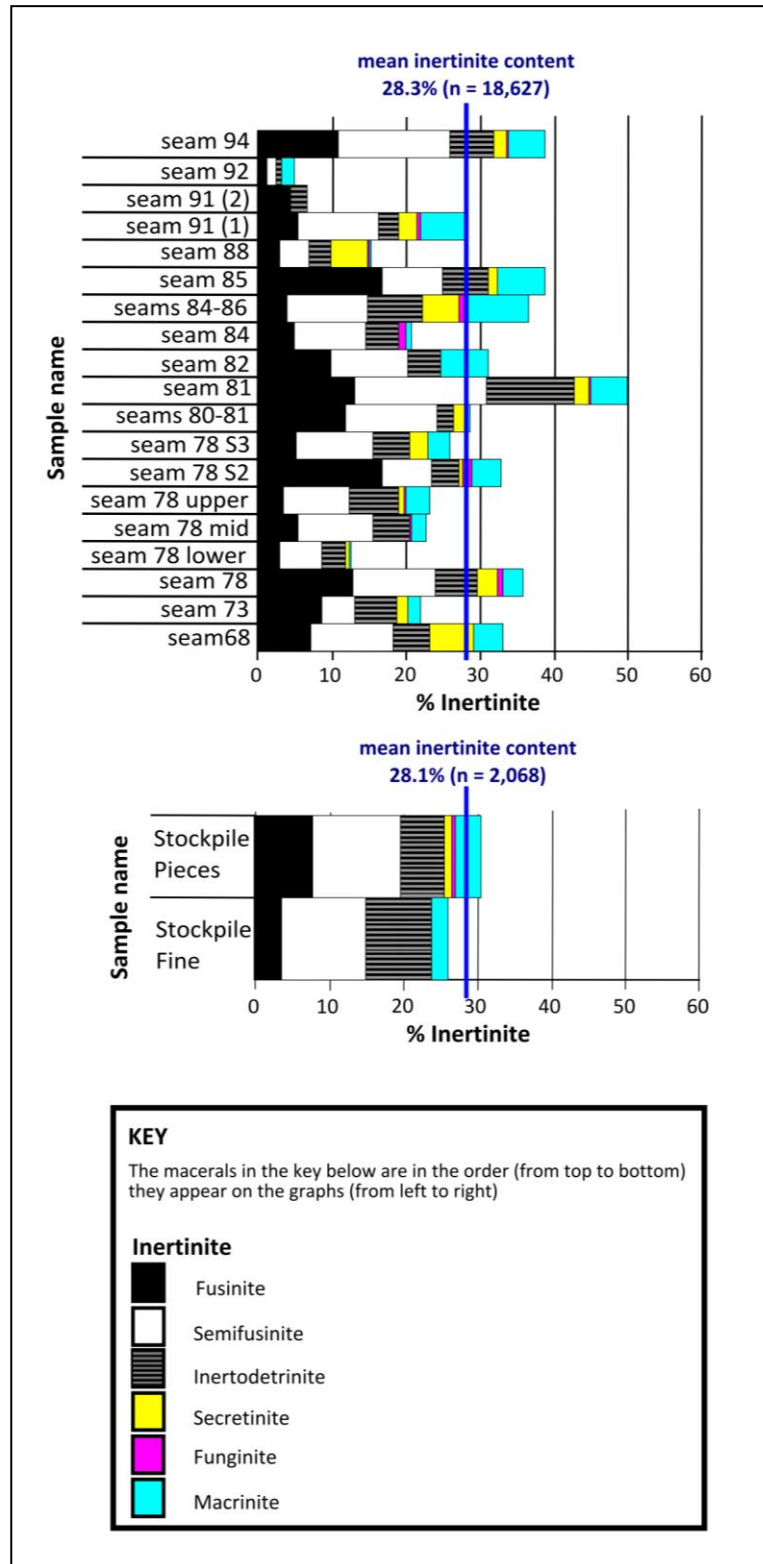 mean inertinite content
28.3% (n = 18,627)
Sample name
seam 94
seam 92
seam 91 (2)
seam 91 (1)
seam 88
seam 85
seams 84-86
seam 84
seam 82
seam 81
seams 80-81
seam 78 S3
seam 78 S2
seam 78 upper
seam 78 mid
seam 78 lower
seam 78
seam 73
seam68
0 10 20 30 40 50 60
% Inertinite
mean inertinite content
28.1% (n = 2,068)
Sample name
Stockpile
Pieces
Stockpile
Fine
0 10 20 30 40 50 60
% Inertinite
KEY
The macerals in the key below are in the order (from top to bottom)
they appear on the graphs (from left to right)
Inertinite
Fusinite
Semifusinite
Inertodetrinite
Secretinite
Funginite
Macrinite